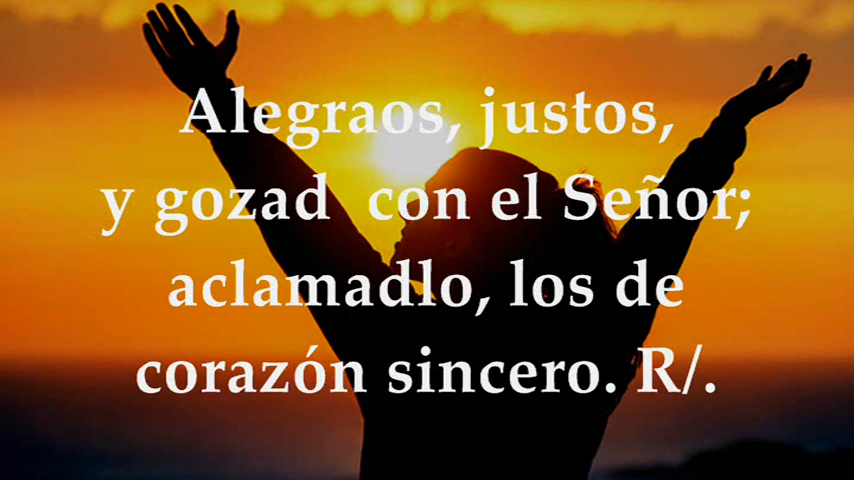 Alegraos, justos,
y gozad con el Señor;
aclamadlo, los de
corazón sincero. R/.